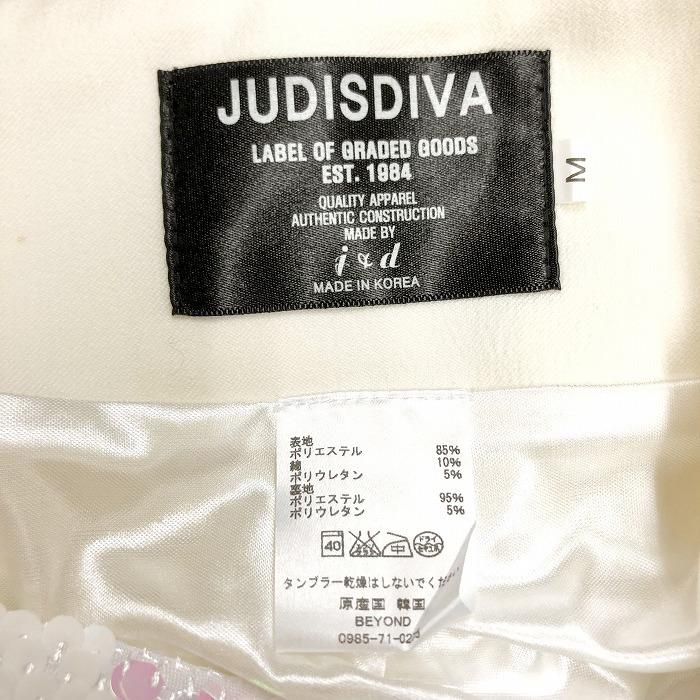 JUDISDIVA
LABEL OF GRADED GOODS
EST. 1984
QUALITY APPAREL
AUTHENTIC CONSTRUCTION
MADE BY
j & d
MADE IN KOREA
M
表地
ポリエステル 85%
綿 10%
ポリウレタン 5%
裏地
ポリエステル 95%
ポリウレタン 5%
40 中 ドライ
タンブラー乾燥はしないでくださ
原産国 韓国
BEYOND